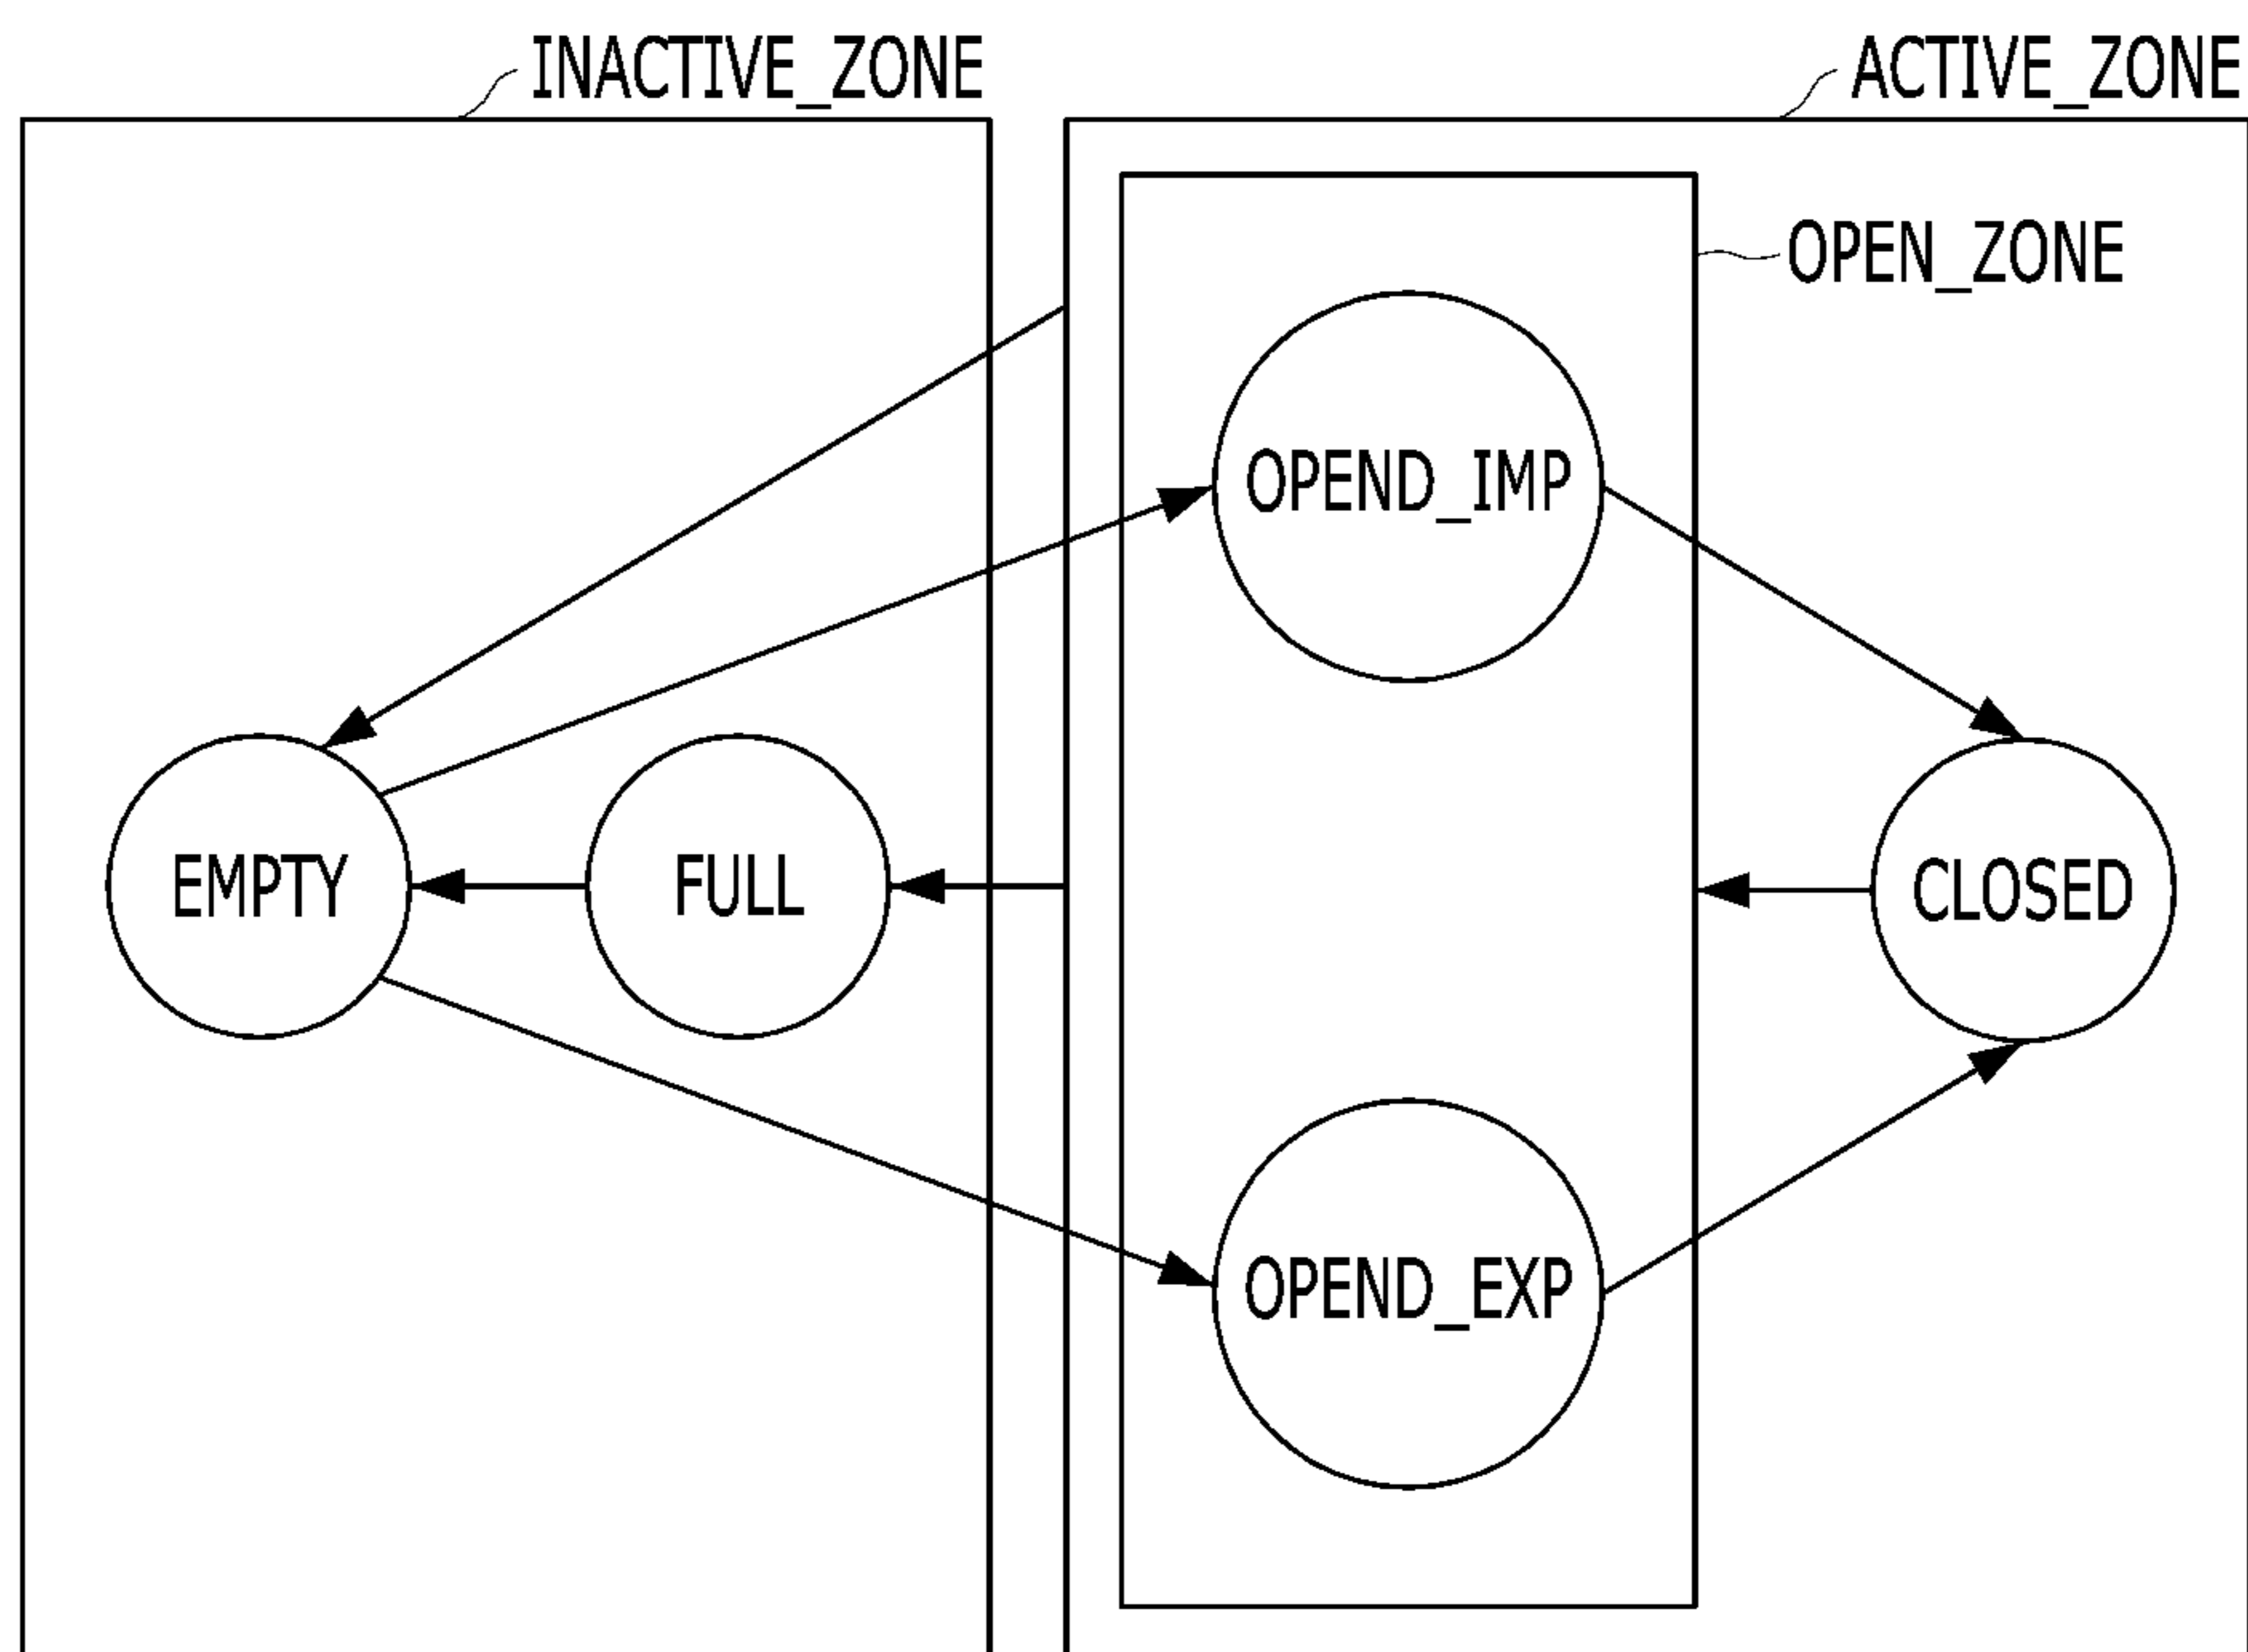 INACTIVE_ZONE
ACTIVE_ZONE
OPEN_ZONE
OPEND_IMP
EMPTY
FULL
CLOSED
OPEND_EXP